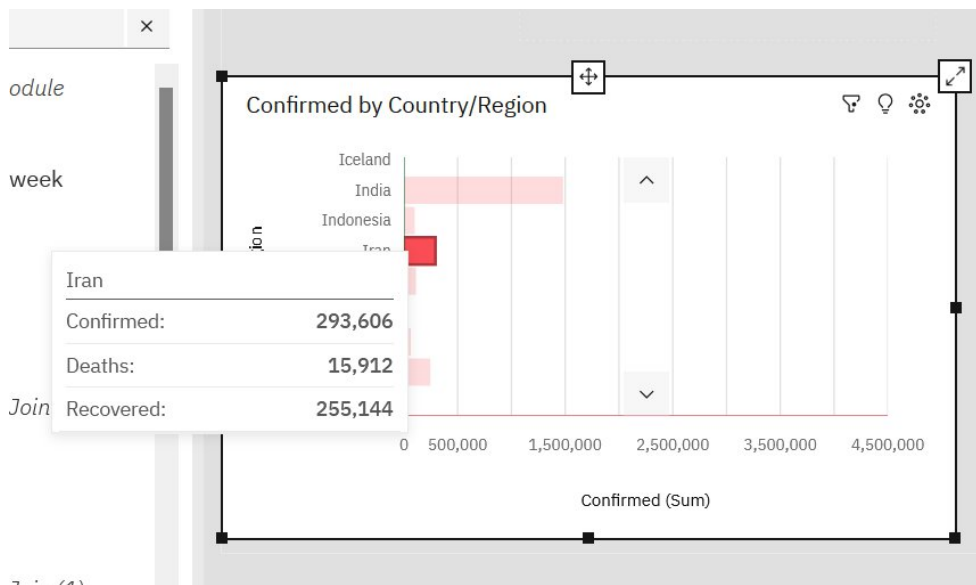 odule
week
Join
Confirmed by Country/Region
Iceland
India
Indonesia
Iran
Iran
Confirmed: 293,606
Deaths: 15,912
Recovered: 255,144
0 500,000 1,500,000 2,500,000 3,500,000 4,500,000
Confirmed (Sum)